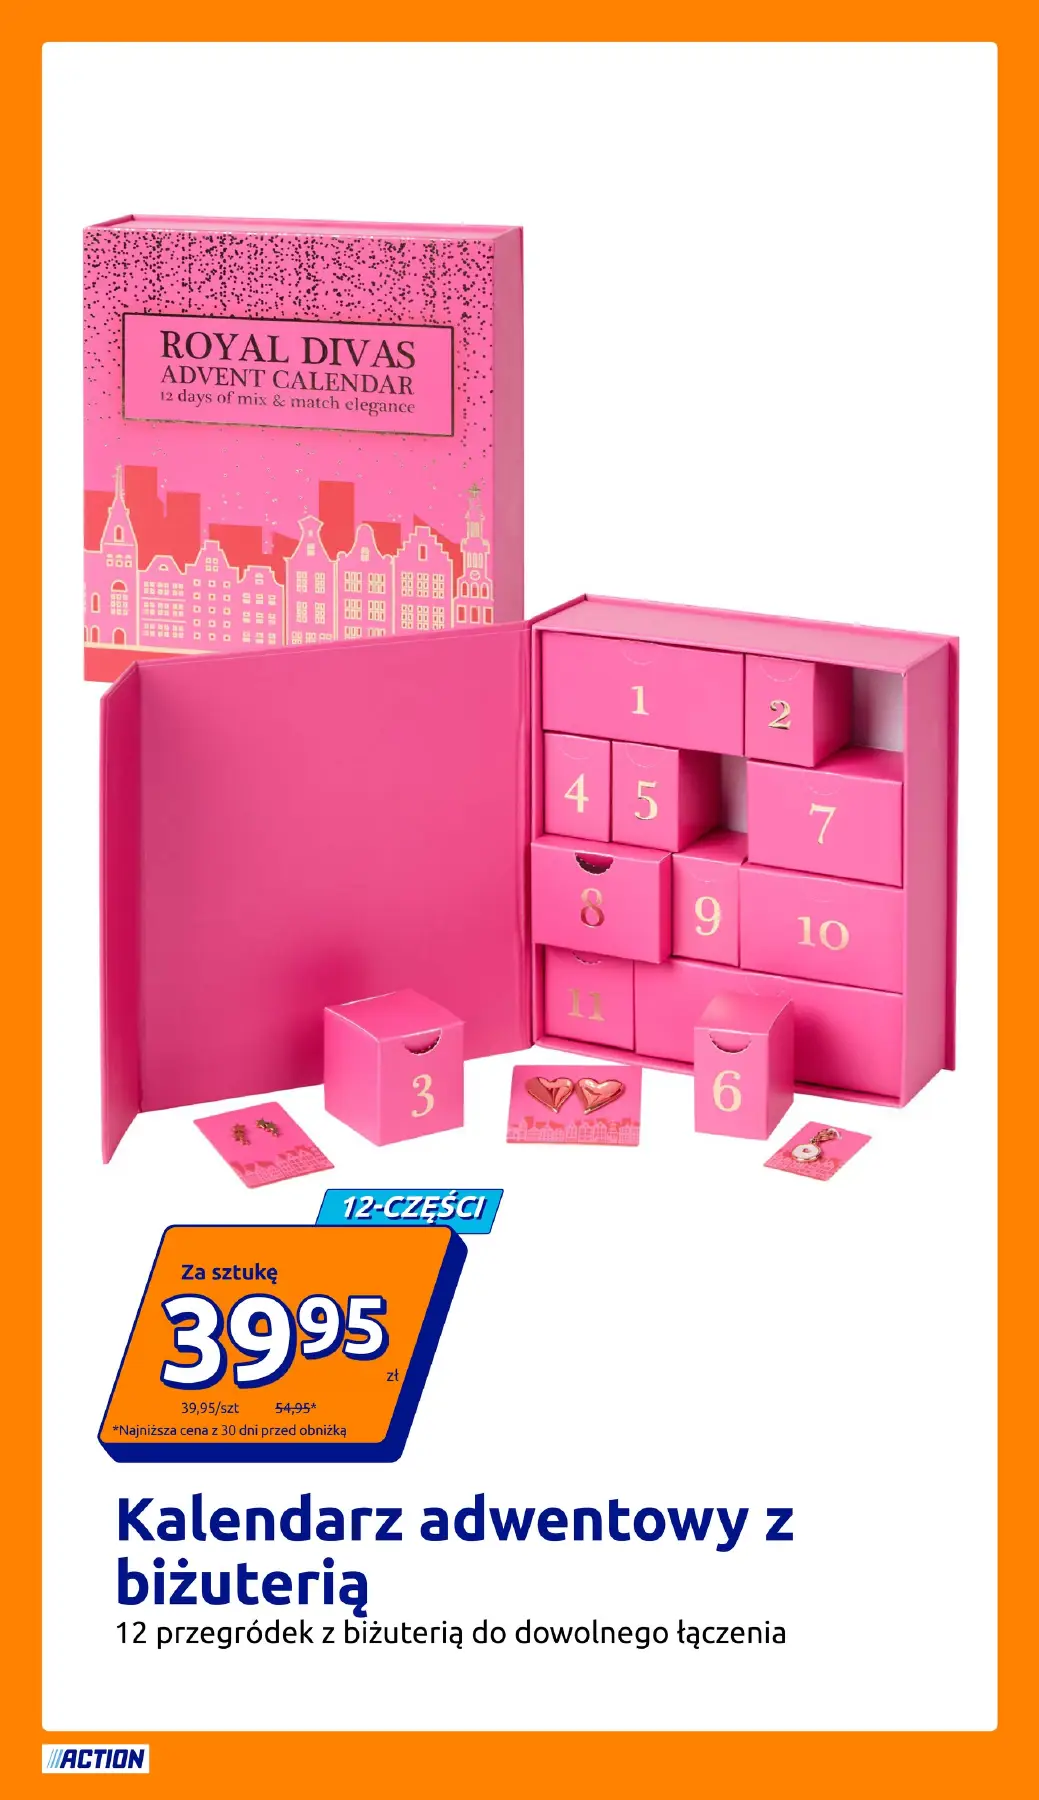 ROYAL DIVAS
ADVENT CALENDAR
12 days of mix & match elegance
1
2
4
5
7
8
9
10
11
3
6
12-CZĘŚCI
Za sztukę
3995
zł
39,95/szt 54,95*
*Najniższa cena z 30 dni przed obniżką
Kalendarz adwentowy z
biżuterią
12 przegródek z biżuterią do dowolnego łączenia
ACTION